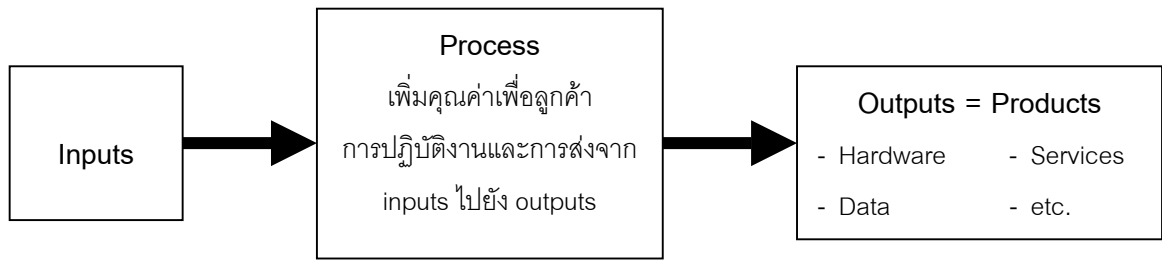 Inputs
Process
เพิ่มคุณค่าเพื่อลูกค้า
การปฏิบัติงานและการส่งจาก
inputs ไปยัง outputs
Outputs = Products
- Hardware - Services
- Data - etc.